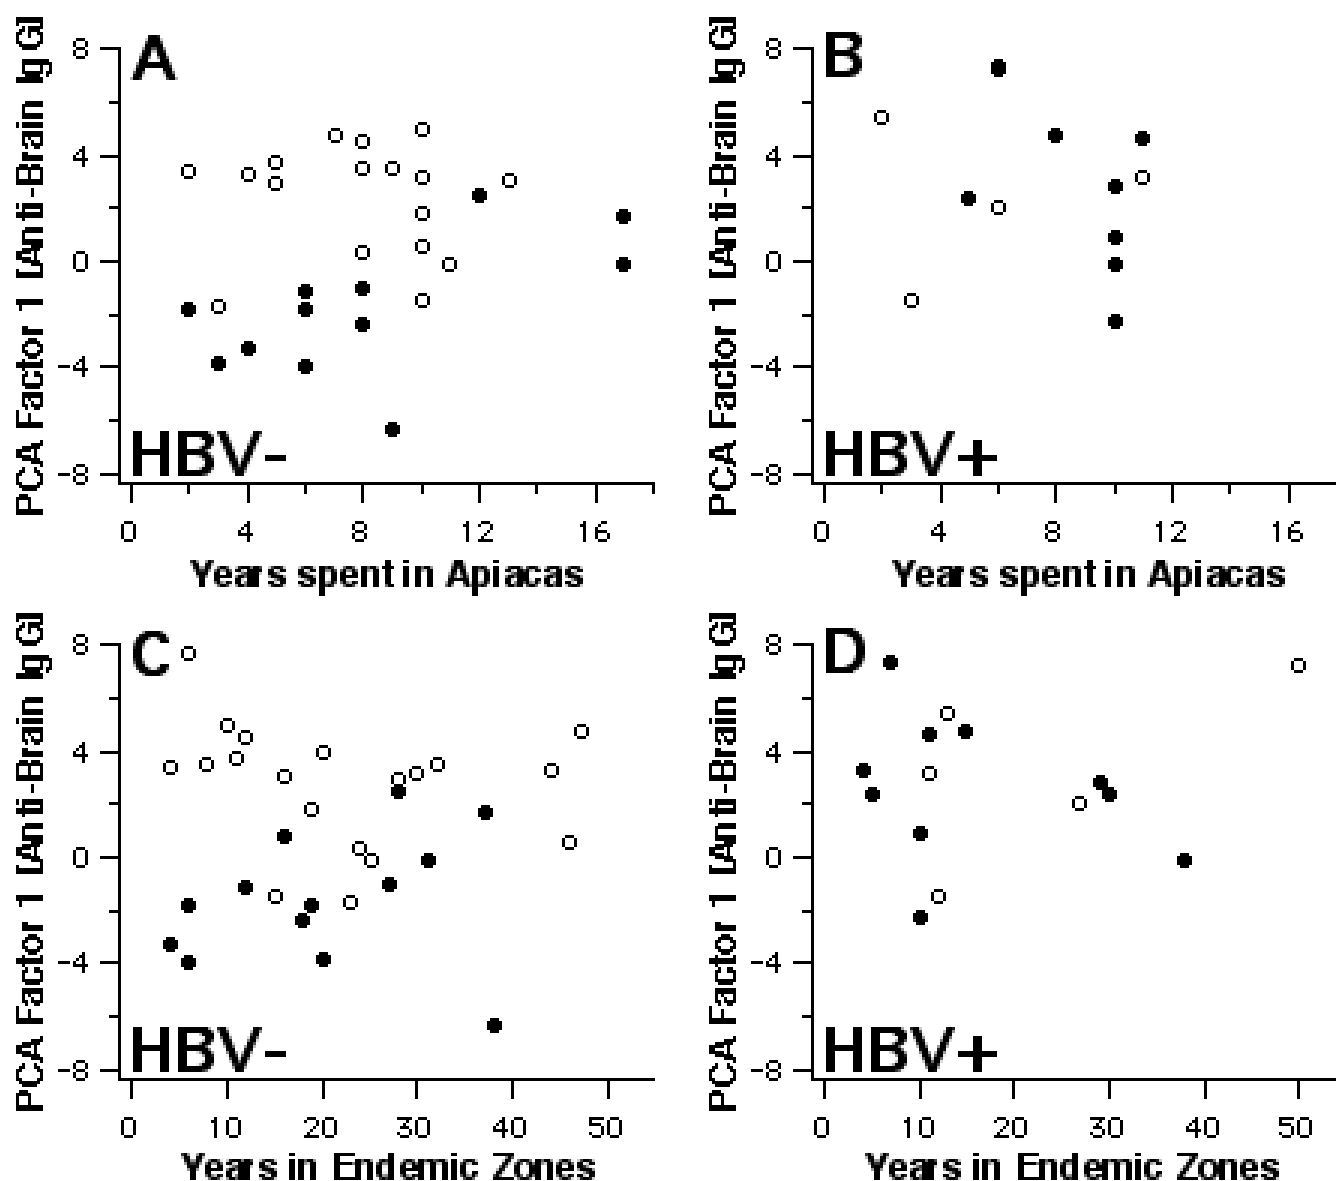 A
PCA Factor 1 [Anti-Brain IgG]
8
4
0
-4
-8
HBV-
0 4 8 12 16
Years spent in Apiacas
B
PCA Factor 1 [Anti-Brain IgG]
8
4
0
-4
-8
HBV+
0 4 8 12 16
Years spent in Apiacas
C
PCA Factor 1 [Anti-Brain IgG]
8
4
0
-4
-8
HBV-
0 10 20 30 40 50
Years in Endemic Zones
D
PCA Factor 1 [Anti-Brain IgG]
8
4
0
-4
-8
HBV+
0 10 20 30 40 50
Years in Endemic Zones